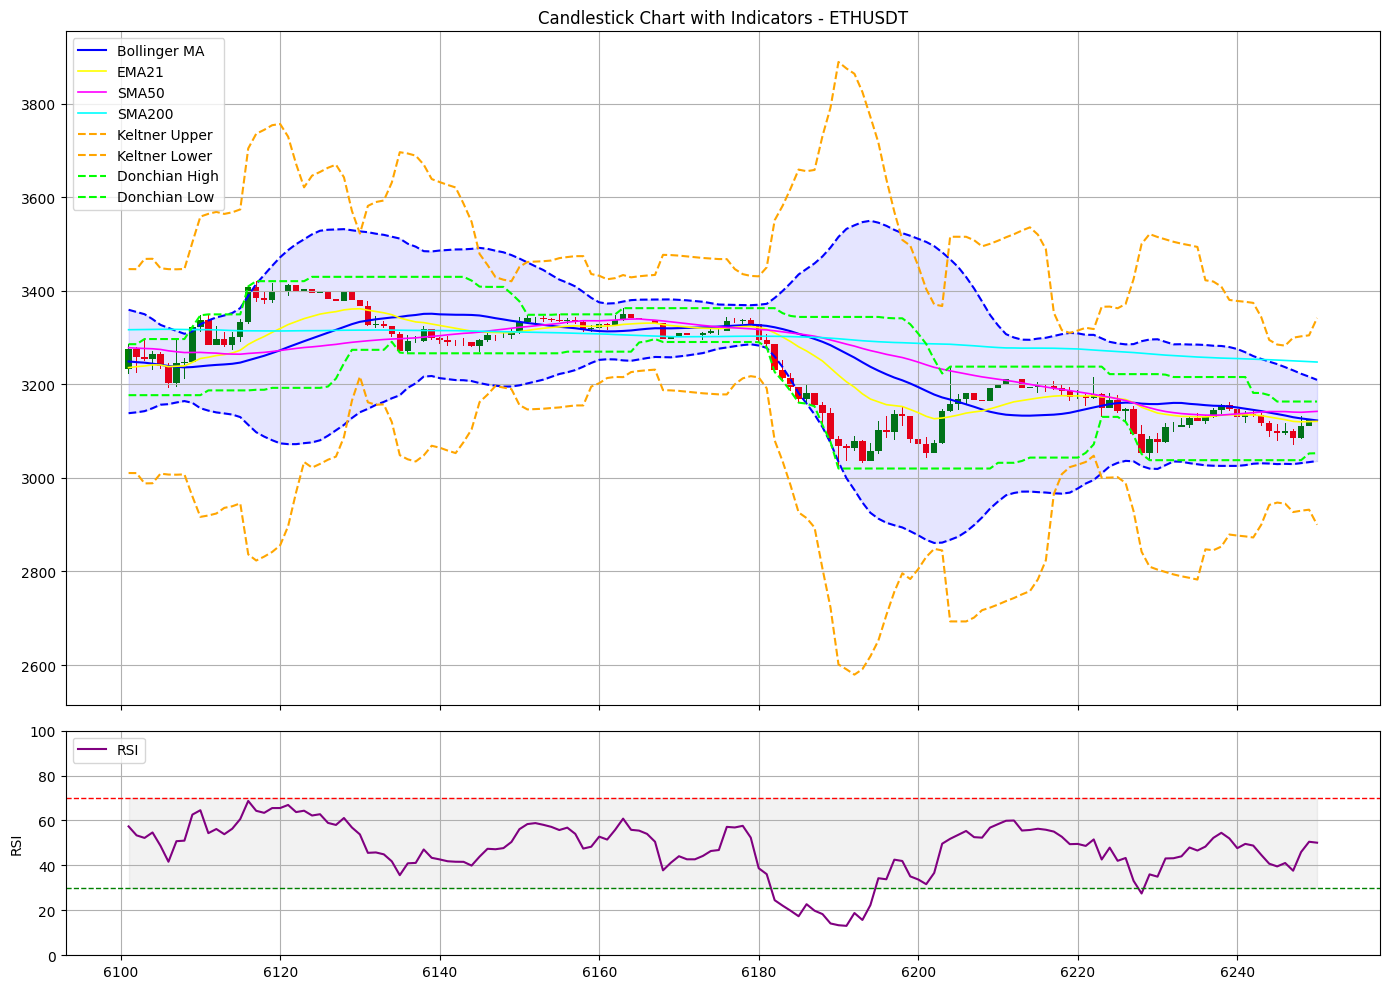 Candlestick Chart with Indicators - ETHUSDT
Bollinger MA
EMA21
SMA50
SMA200
Keltner Upper
Keltner Lower
Donchian High
Donchian Low
3800
3600
3400
3200
3000
2800
2600
RSI
100
80
60
40
20
0
RSI
6100 6120 6140 6160 6180 6200 6220 6240